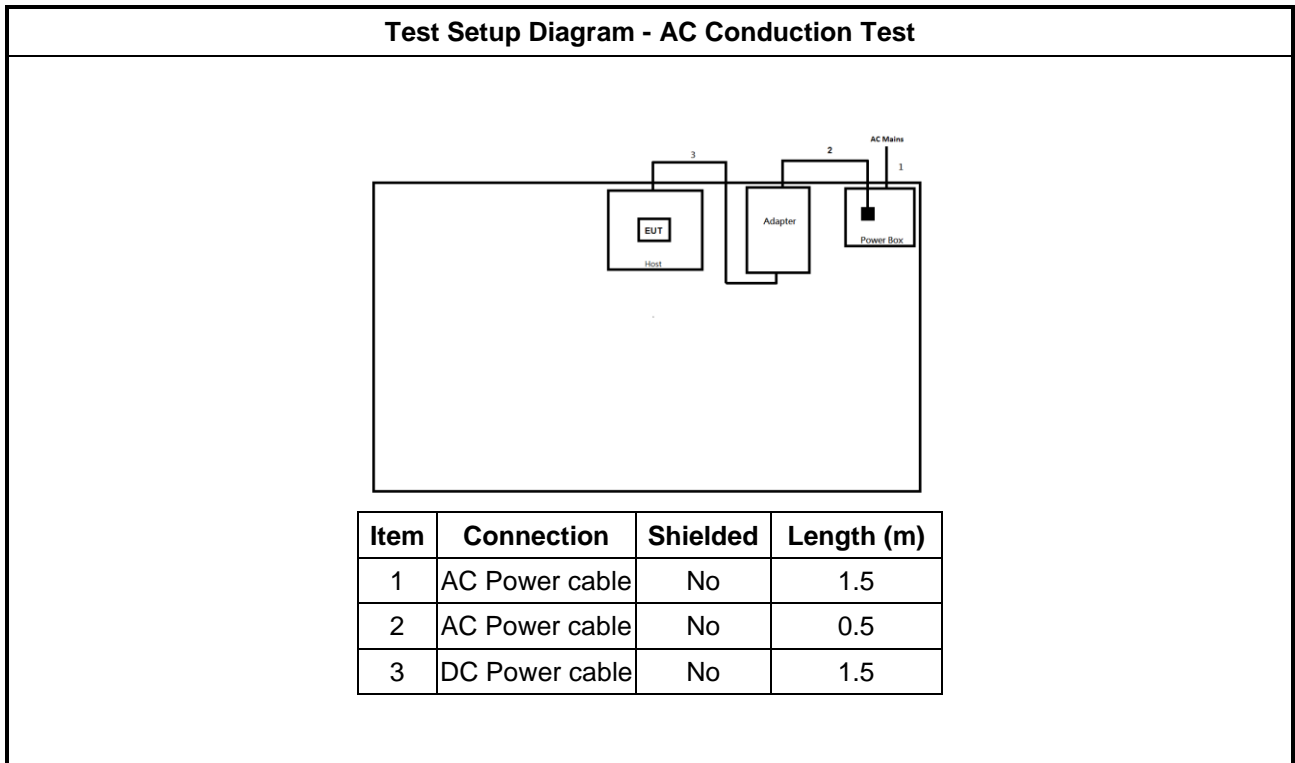 Test Setup Diagram - AC Conduction Test
AC Mains
3
2
1
EUT
Host
Adapter
Power Box
Item Connection Shielded Length (m)
1 AC Power cable No 1.5
2 AC Power cable No 0.5
3 DC Power cable No 1.5